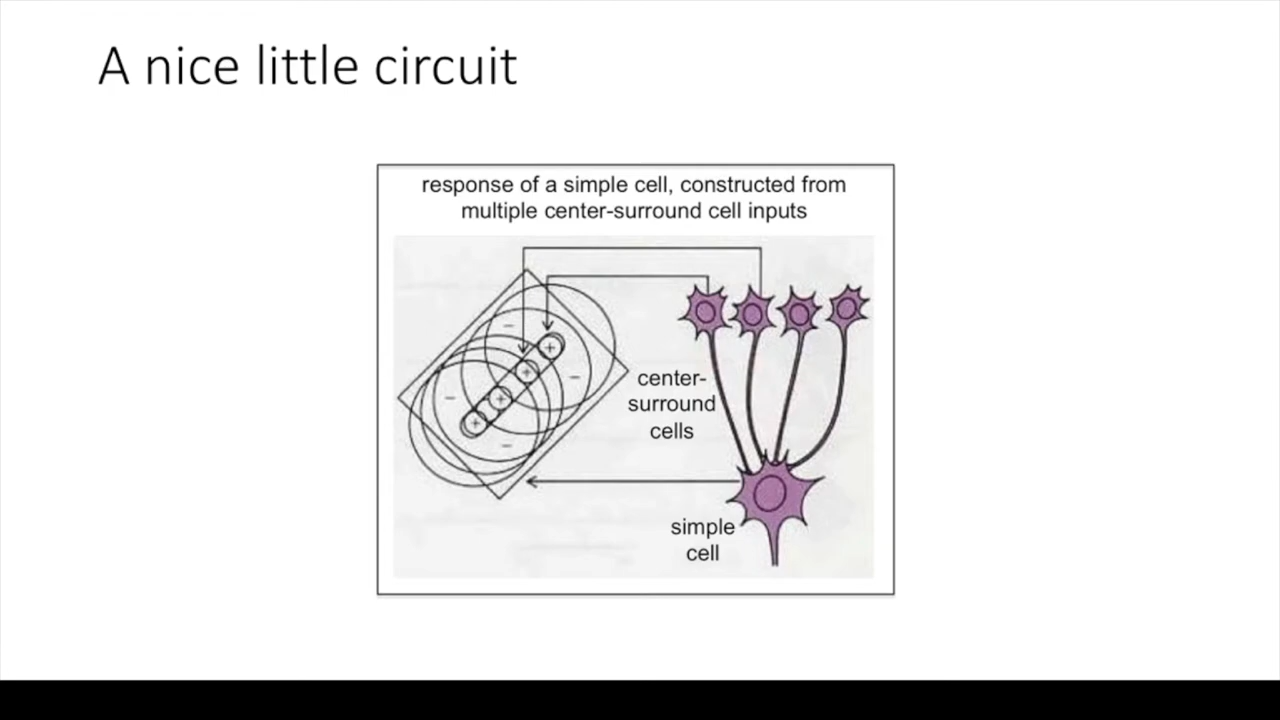 A nice little circuit
response of a simple cell, constructed from
multiple center-surround cell inputs
−
+
+
−
−
+
+
−
center-
surround
cells
simple
cell